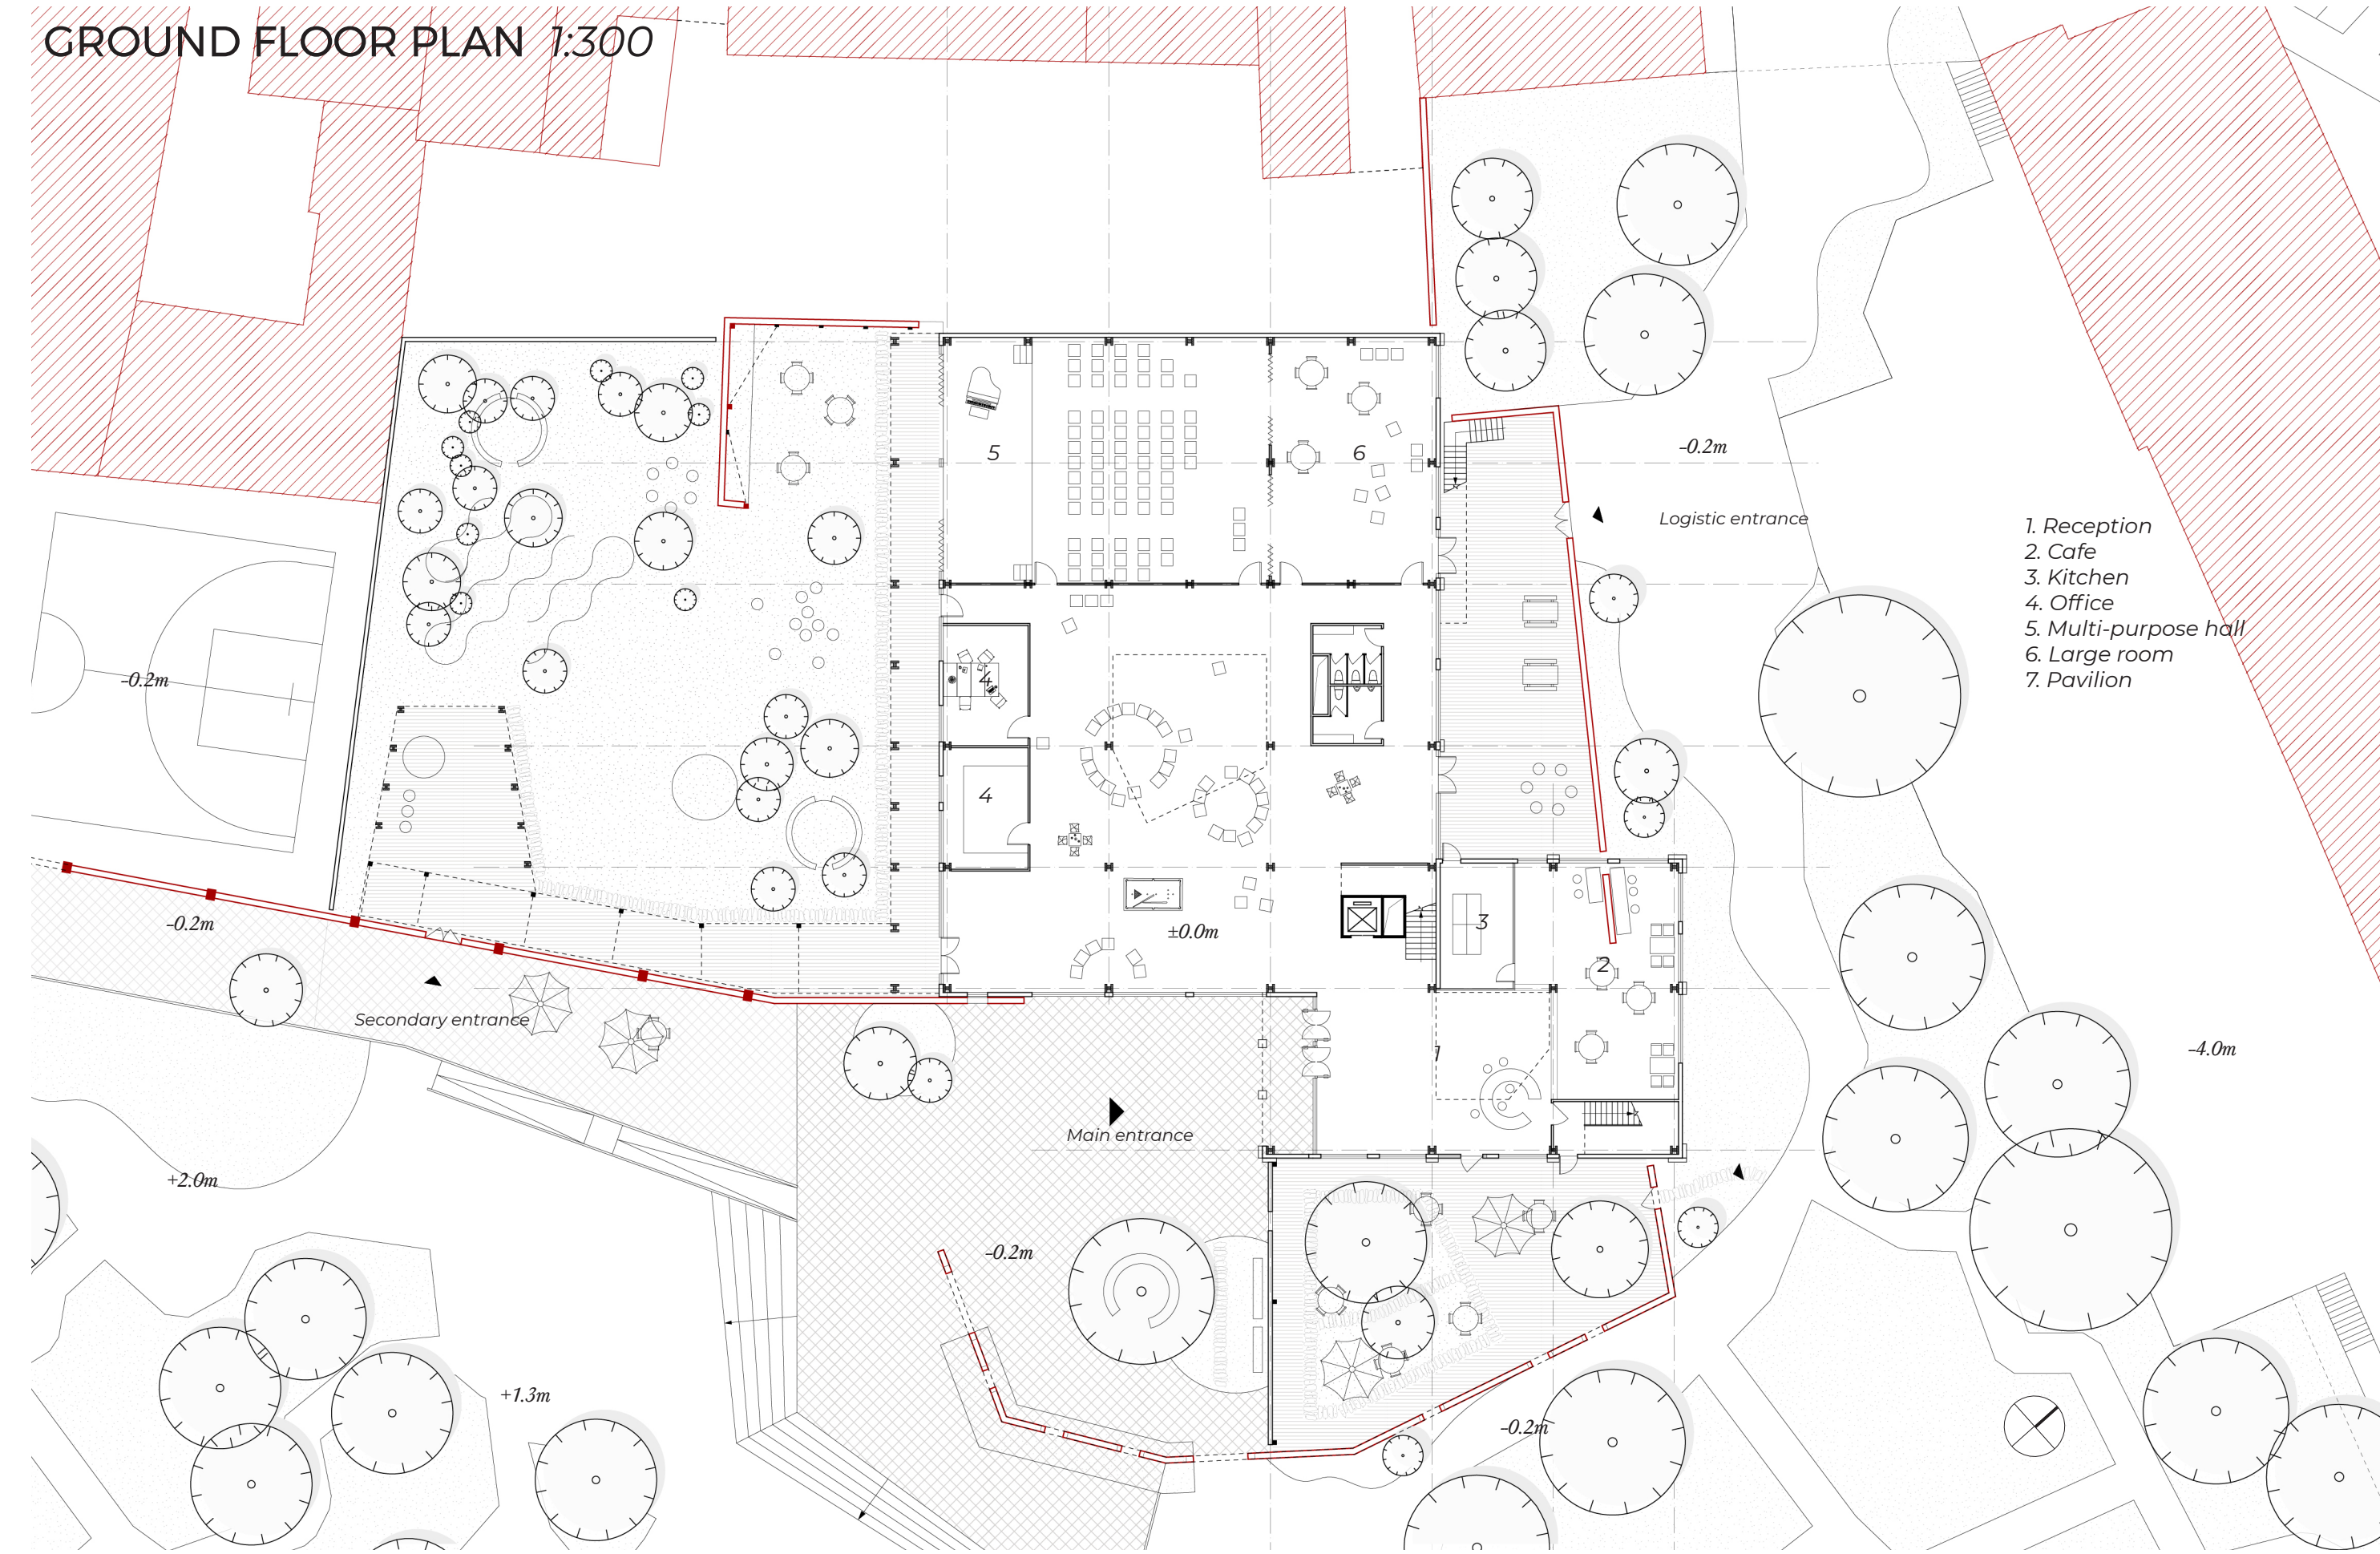 GROUND FLOOR PLAN 1:300
5
6
-0.2m
Logistic entrance
1. Reception
2. Cafe
3. Kitchen
4. Office
5. Multi-purpose hall
6. Large room
7. Pavilion
-0.2m
4
4
-0.2m
±0.0m
3
2
Secondary entrance
1
-4.0m
Main entrance
+2.0m
-0.2m
+1.3m
-0.2m